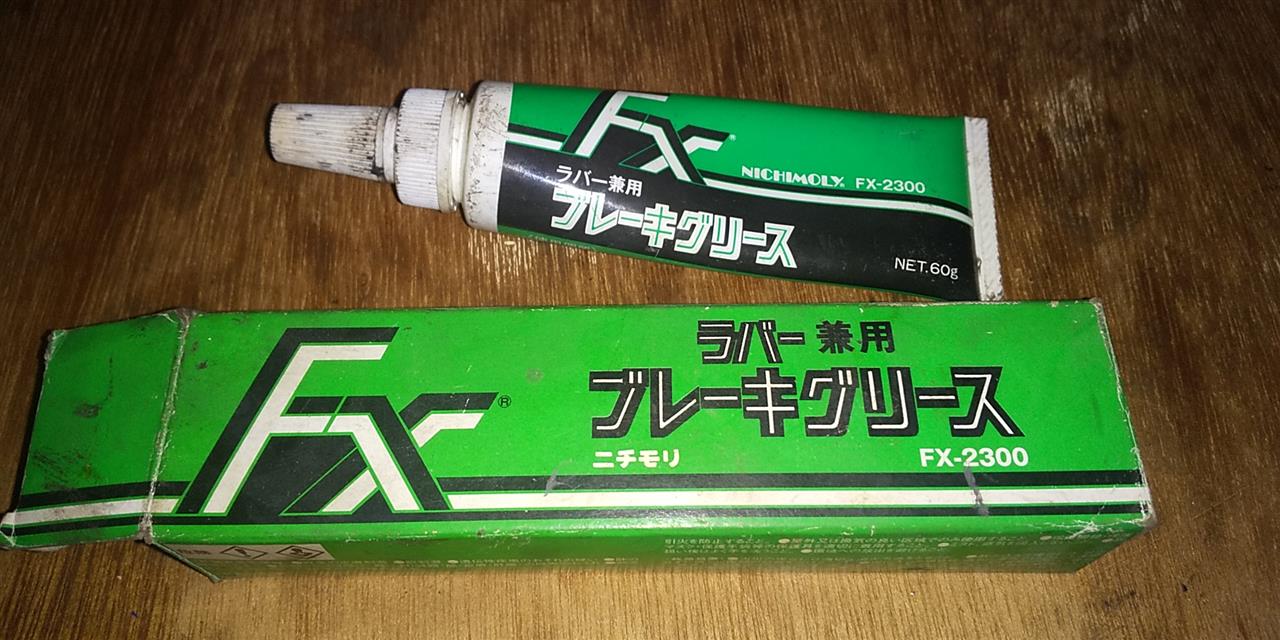 FX®
NICHIMOLY® FX-2300
ラバー兼用
ブレーキグリース
NET.60g
FX®
ラバー 兼用
ブレーキグリース
ニチモリ
FX-2300
危険